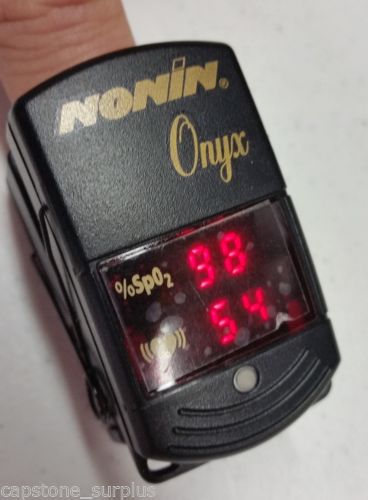 NONIN®
Onyx
%SpO₂ 98
54
capstone_surplus